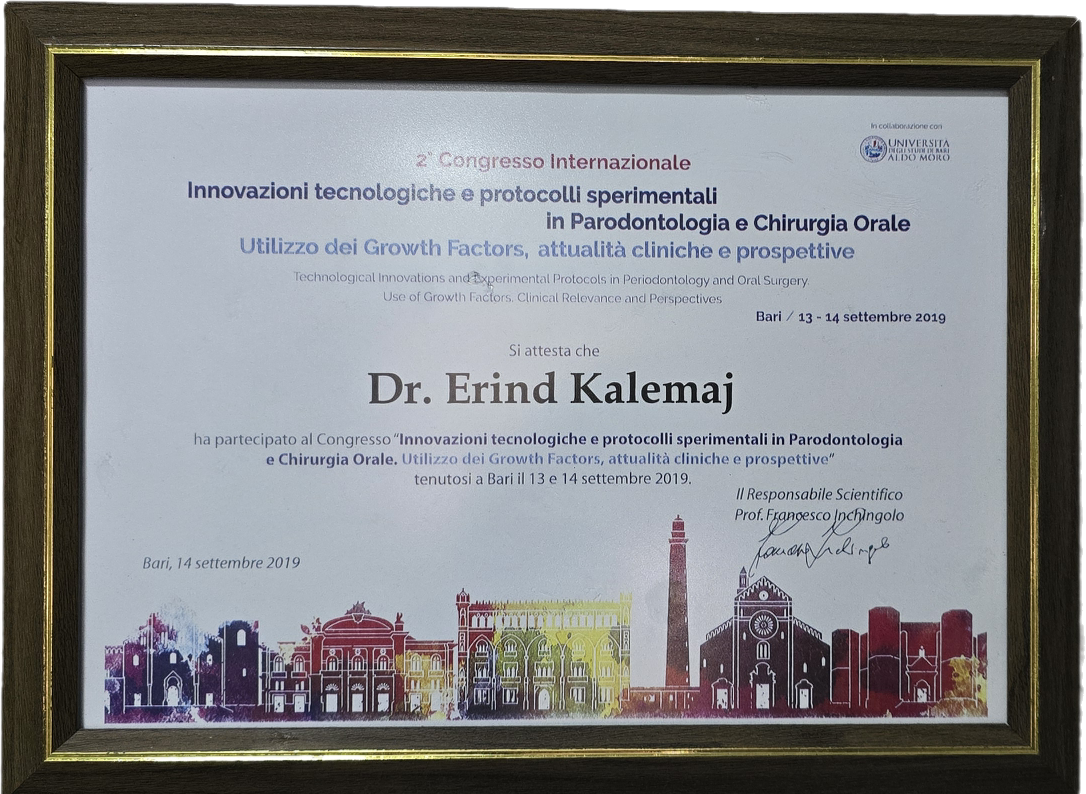 In collaborazione con
UNIVERSITÀ
DEGLI STUDI DI BARI
ALDO MORO
2° Congresso Internazionale
Innovazioni tecnologiche e protocolli sperimentali
in Parodontologia e Chirurgia Orale
Utilizzo dei Growth Factors, attualità cliniche e prospettive
Technological Innovations and Experimental Protocols in Periodontology and Oral Surgery.
Use of Growth Factors. Clinical Relevance and Perspectives
Bari / 13 - 14 settembre 2019
Si attesta che
Dr. Erind Kalemaj
ha partecipato al Congresso "Innovazioni tecnologiche e protocolli sperimentali in Parodontologia
e Chirurgia Orale. Utilizzo dei Growth Factors, attualità cliniche e prospettive"
tenutosi a Bari il 13 e 14 settembre 2019.
Il Responsabile Scientifico
Prof. Francesco Inchingolo
Francesco Inchingolo
Bari, 14 settembre 2019